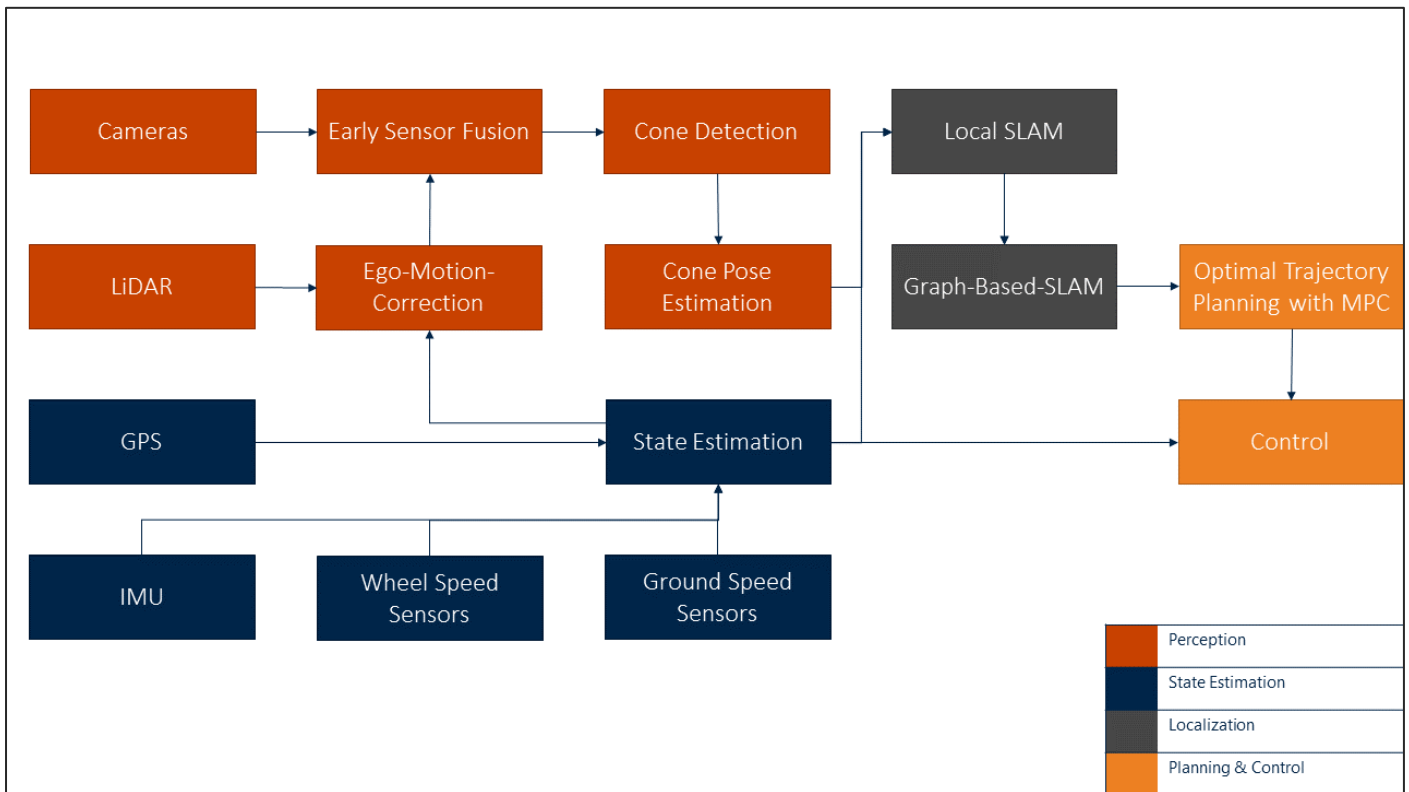 Cameras
Early Sensor Fusion
Cone Detection
Local SLAM
LiDAR
Ego-Motion-
Correction
Cone Pose
Estimation
Graph-Based-SLAM
Optimal Trajectory
Planning with MPC
GPS
State Estimation
Control
IMU
Wheel Speed
Sensors
Ground Speed
Sensors
Perception
State Estimation
Localization
Planning & Control